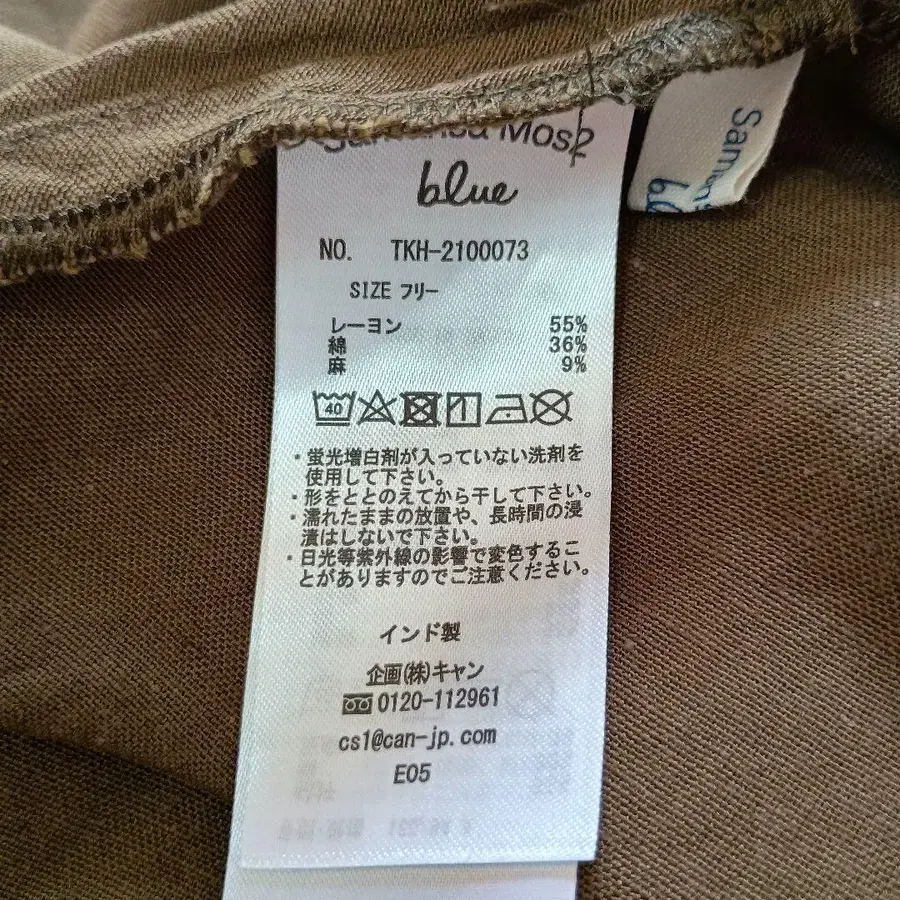 Samansa Mos2
blue
NO. TKH-2100073
SIZE フリー
レーヨン 55%
綿 36%
麻 9%
40
・蛍光増白剤が入っていない洗剤を
使用して下さい。
・形をととのえてから干して下さい。
・濡れたままの放置や、長時間の浸
漬はしないで下さい。
・日光等紫外線の影響で変色するこ
とがありますのでご注意ください。
インド製
企画(株)キャン
0120-112961
cs1@can-jp.com
E05